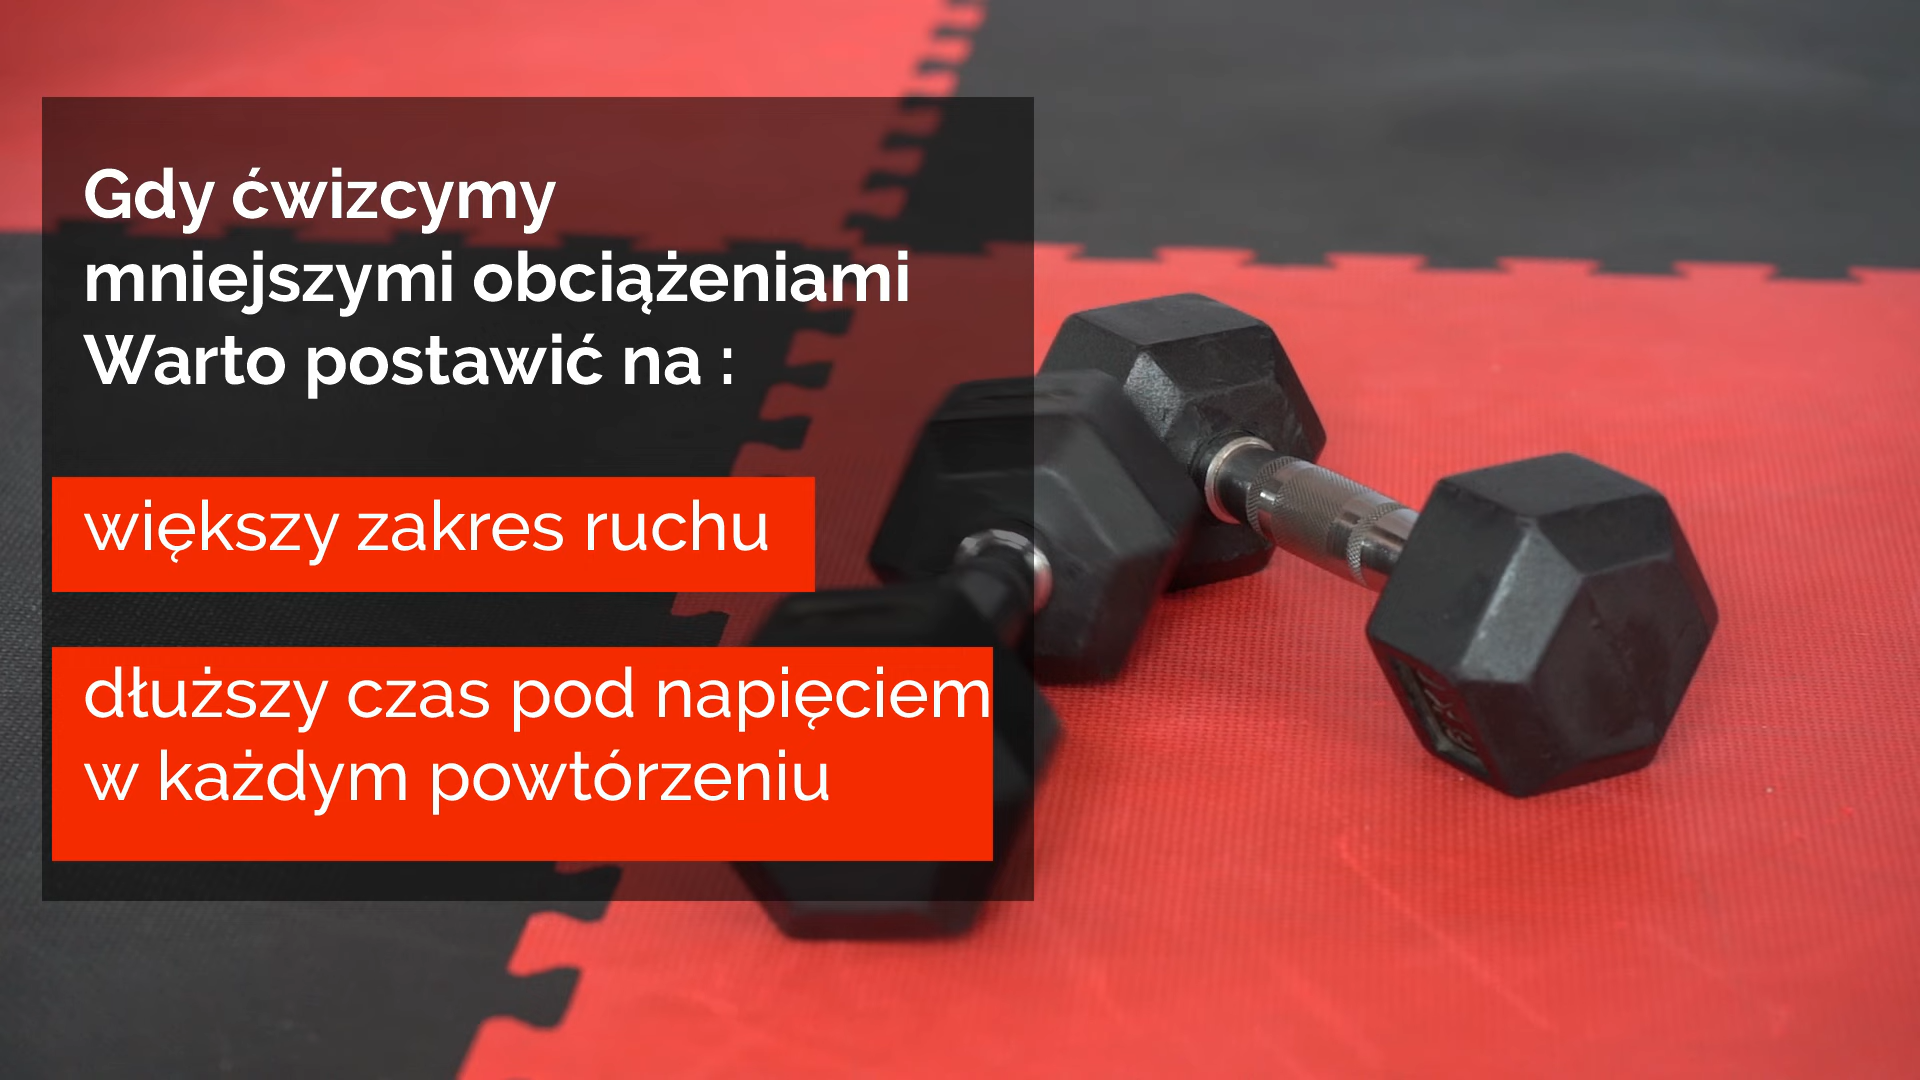 Gdy ćwizcymy
mniejszymi obciążeniami
Warto postawić na :
większy zakres ruchu
dłuższy czas pod napięciem
w każdym powtórzeniu